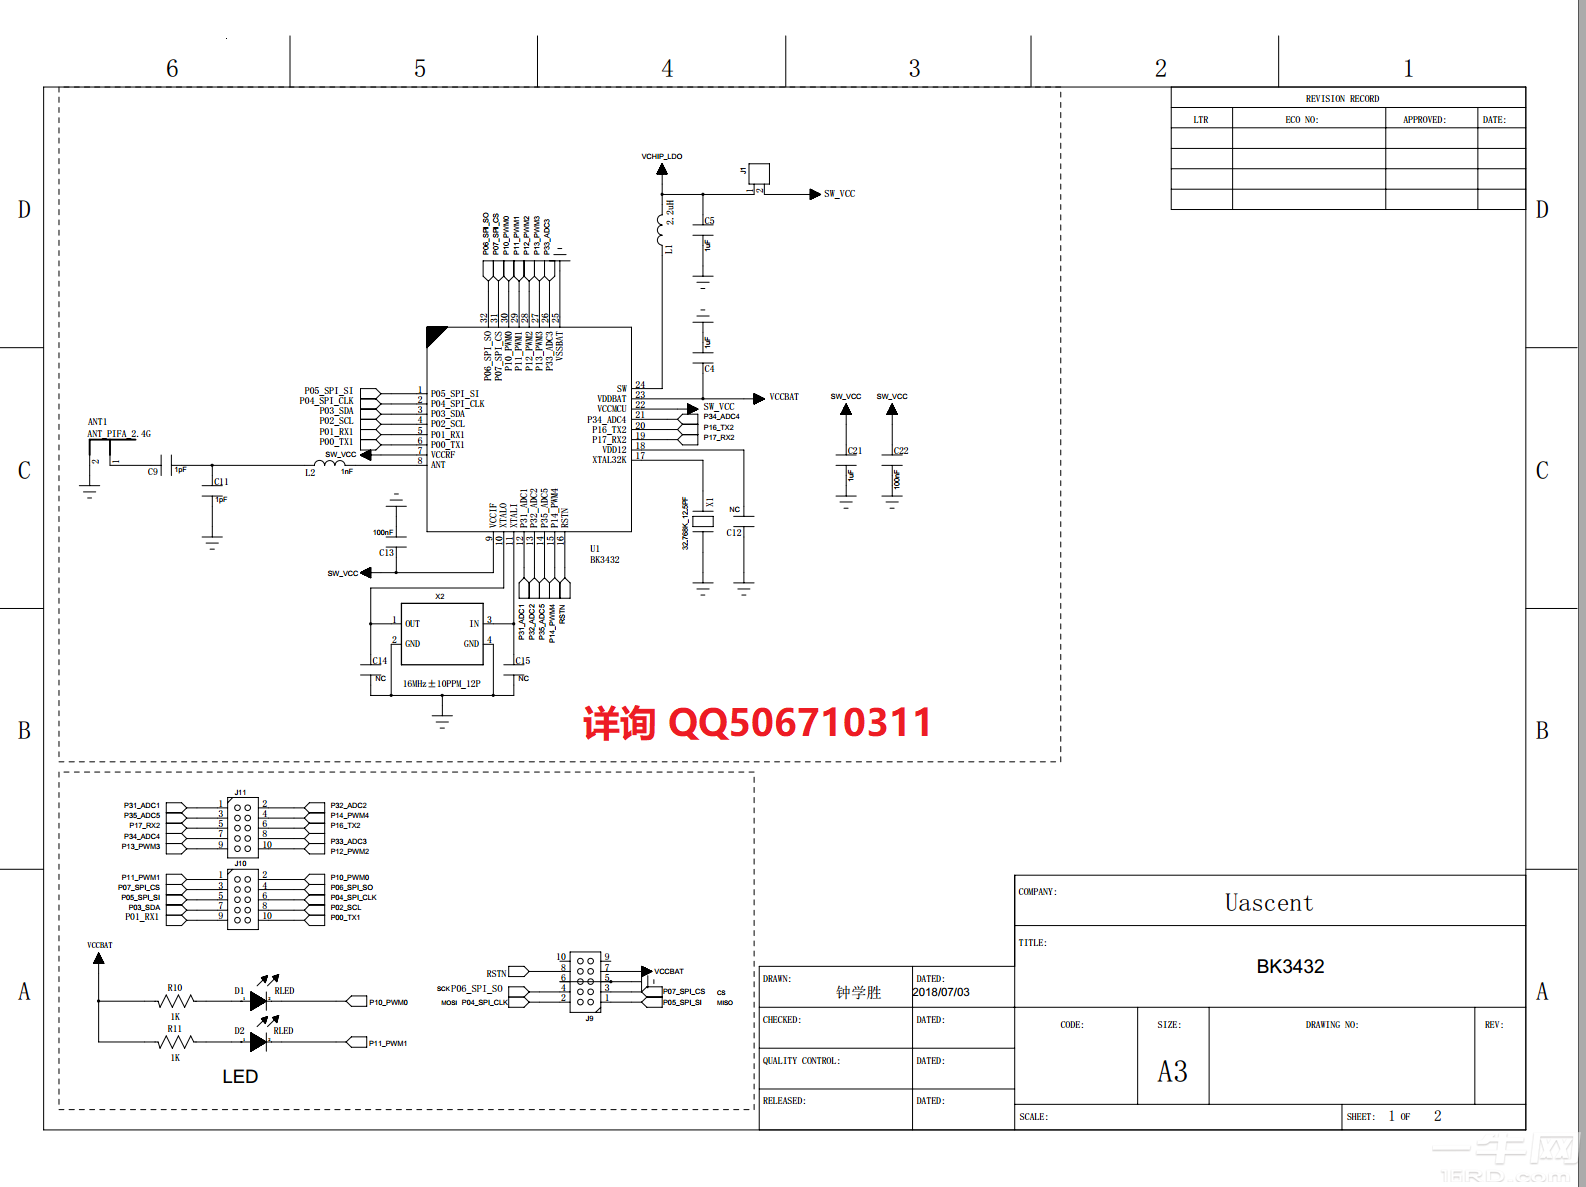 6 5 4 3 2 1
D D
C C
B B
A A
REVISION RECORD
LTR ECO NO: APPROVED: DATE:
VCHIP_LDO
J1
1 2
SW_VCC
2.2uH
L1
C5
1uF
1uF
C4
P06_SPI_SO
P07_SPI_CS
P10_PWM0
P11_PWM1
P12_PWM2
P13_PWM3
P33_ADC3
32 31 30 29 28 27 26 25
P06_SPI_SO
P07_SPI_CS
P10_PWM0
P11_PWM1
P12_PWM2
P13_PWM3
P33_ADC3
VSSBAT
P05_SPI_SI 1 P05_SPI_SI
P04_SPI_CLK 2 P04_SPI_CLK
P03_SDA 3 P03_SDA
P02_SCL 4 P02_SCL
P01_RX1 5 P01_RX1
P00_TX1 6 P00_TX1
SW_VCC 7 VCCRF
8 ANT
SW 24
VDDBAT 23 VCCBAT
VCCMCU 22 SW_VCC
P34_ADC4 21 P34_ADC4
P16_TX2 20 P16_TX2
P17_RX2 19 P17_RX2
VDD12 18
XTAL32K 17
ANT1
ANT_PIFA_2.4G
2 1
C9 1pF
C11
1pF
L2 1nF
SW_VCC SW_VCC
C21 C22
1uF 100nF
VCCIF
XTALO
XTALI
P31_ADC1
P32_ADC2
P35_ADC5
P14_PWM4
RSTN
9 10 11 12 13 14 15 16
U1
BK3432
X1
32.768K_12.5PF
NC
C12
100nF
C13
SW_VCC
P31_ADC1
P32_ADC2
P35_ADC5
P14_PWM4
RSTN
X2
1 OUT IN 3
2 GND GND 4
C14
NC
C15
NC
16MHz±10PPM_12P
详询 QQ506710311
J11
P31_ADC1 1 2 P32_ADC2
P35_ADC5 3 4 P14_PWM4
P17_RX2 5 6 P16_TX2
P34_ADC4 7 8 P33_ADC3
P13_PWM3 9 10 P12_PWM2
J10
P11_PWM1 1 2 P10_PWM0
P07_SPI_CS 3 4 P06_SPI_SO
P05_SPI_SI 5 6 P04_SPI_CLK
P03_SDA 7 8 P02_SCL
P01_RX1 9 10 P00_TX1
VCCBAT
R10 D1 RLED P10_PWM0
1K
R11 D2 RLED P11_PWM1
1K
LED
10 9
RSTN 8 7 VCCBAT
6 5
SCK P06_SPI_SO 4 3 P07_SPI_CS CS
MOSI P04_SPI_CLK 2 1 P05_SPI_SI MISO
J9
COMPANY: Uascent
TITLE: BK3432
DRAWN: 钟学胜 DATED: 2018/07/03
CHECKED: DATED:
QUALITY CONTROL: DATED:
RELEASED: DATED:
CODE: SIZE: DRAWING NO: REV:
A3
SCALE: SHEET: 1 OF 2
一牛网
1ARD.com